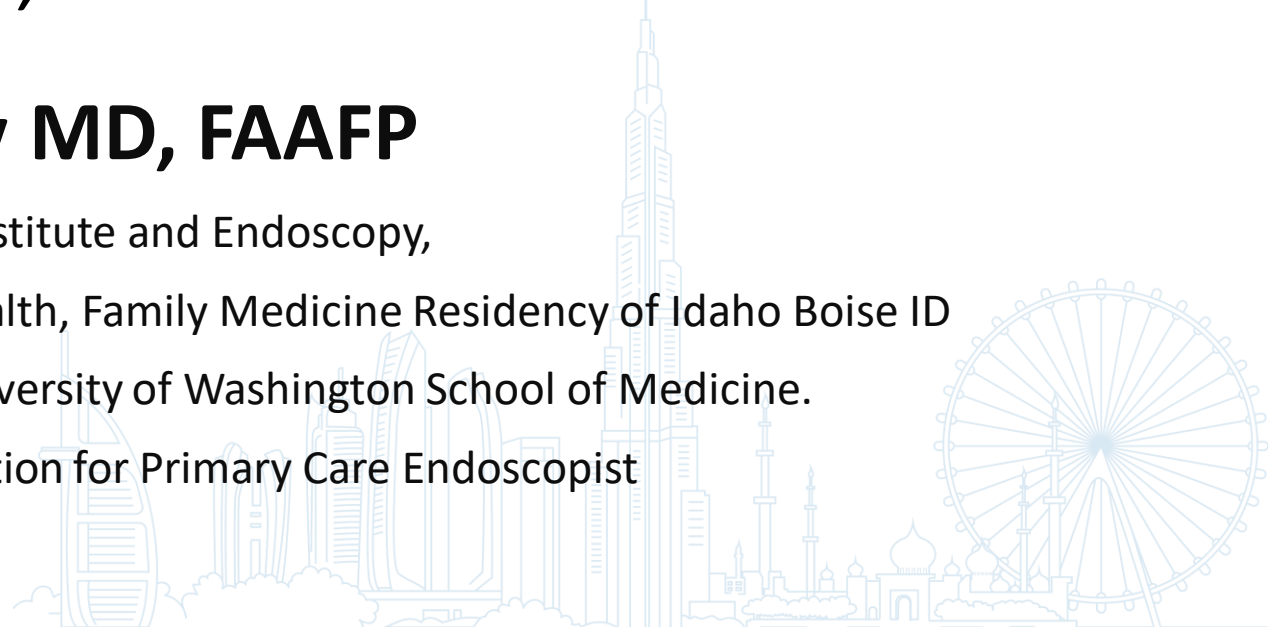 MD, FAAFP
stitute and Endoscopy,
alth, Family Medicine Residency of Idaho Boise ID
versity of Washington School of Medicine.
tion for Primary Care Endoscopist